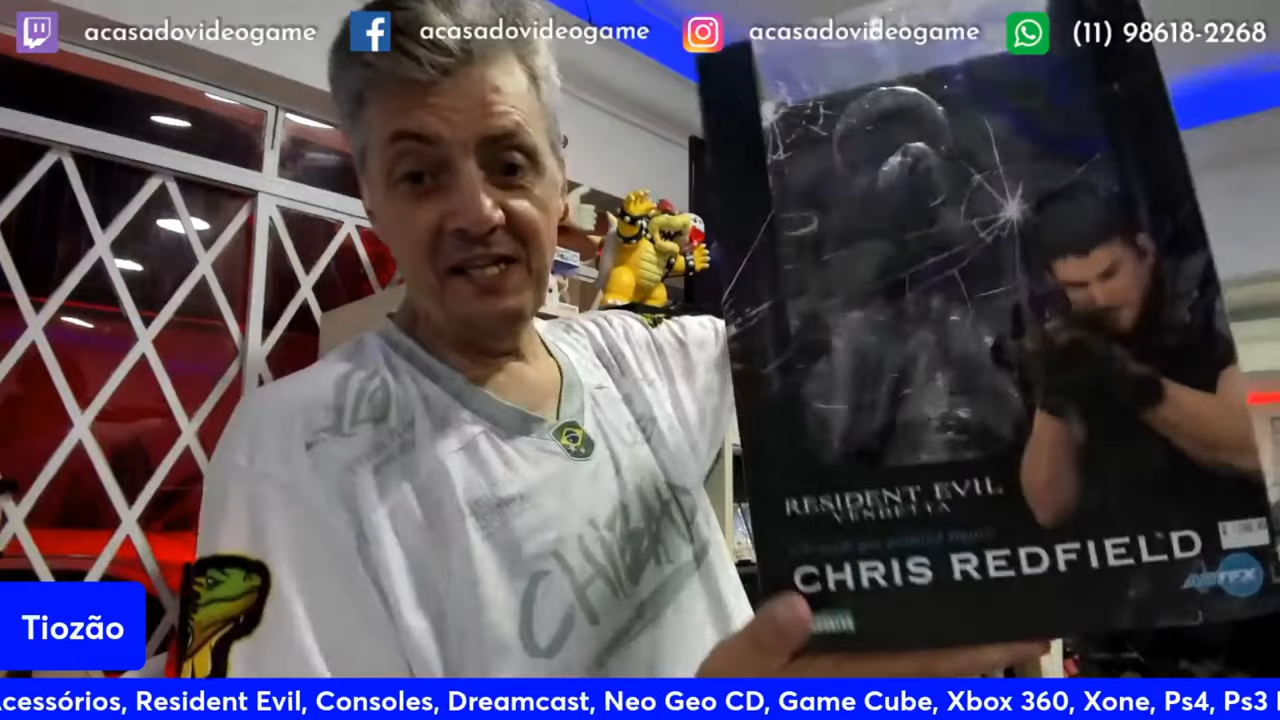 acasadovideogame
acasadovideogame
acasadovideogame
(11) 98618-2268
RESIDENT EVIL
VENDETTA
CHRIS REDFIELD
ARTFX
Tiozão
cessórios, Resident Evil, Consoles, Dreamcast, Neo Geo CD, Game Cube, Xbox 360, Xone, Ps4, Ps3